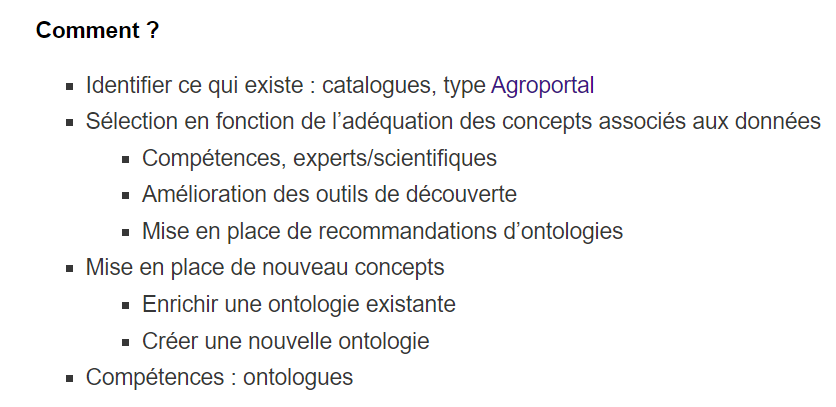 Comment ?
Identifier ce qui existe : catalogues, type Agroportal
Sélection en fonction de l’adéquation des concepts associés aux données
Compétences, experts/scientifiques
Amélioration des outils de découverte
Mise en place de recommandations d’ontologies
Mise en place de nouveau concepts
Enrichir une ontologie existante
Créer une nouvelle ontologie
Compétences : ontologues